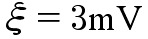 ξ = 3mV